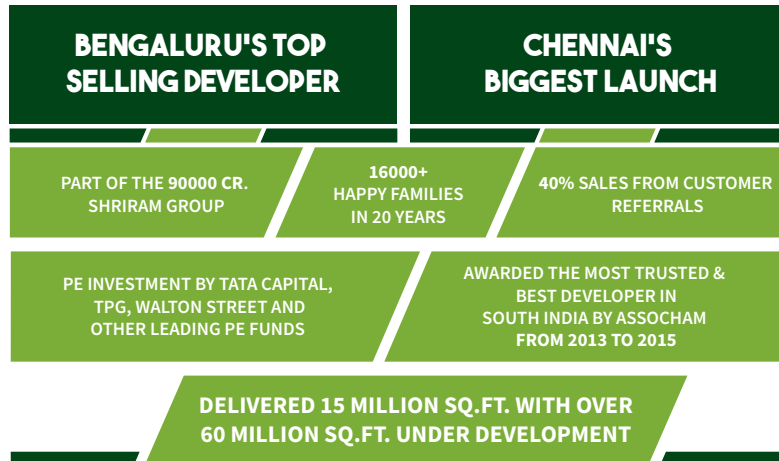 BENGALURU'S TOP
SELLING DEVELOPER
CHENNAI'S
BIGGEST LAUNCH
PART OF THE 90000 CR.
SHRIRAM GROUP
16000+
HAPPY FAMILIES
IN 20 YEARS
40% SALES FROM CUSTOMER
REFERRALS
PE INVESTMENT BY TATA CAPITAL,
TPG, WALTON STREET AND
OTHER LEADING PE FUNDS
AWARDED THE MOST TRUSTED &
BEST DEVELOPER IN
SOUTH INDIA BY ASSOCHAM
FROM 2013 TO 2015
DELIVERED 15 MILLION SQ.FT. WITH OVER
60 MILLION SQ.FT. UNDER DEVELOPMENT